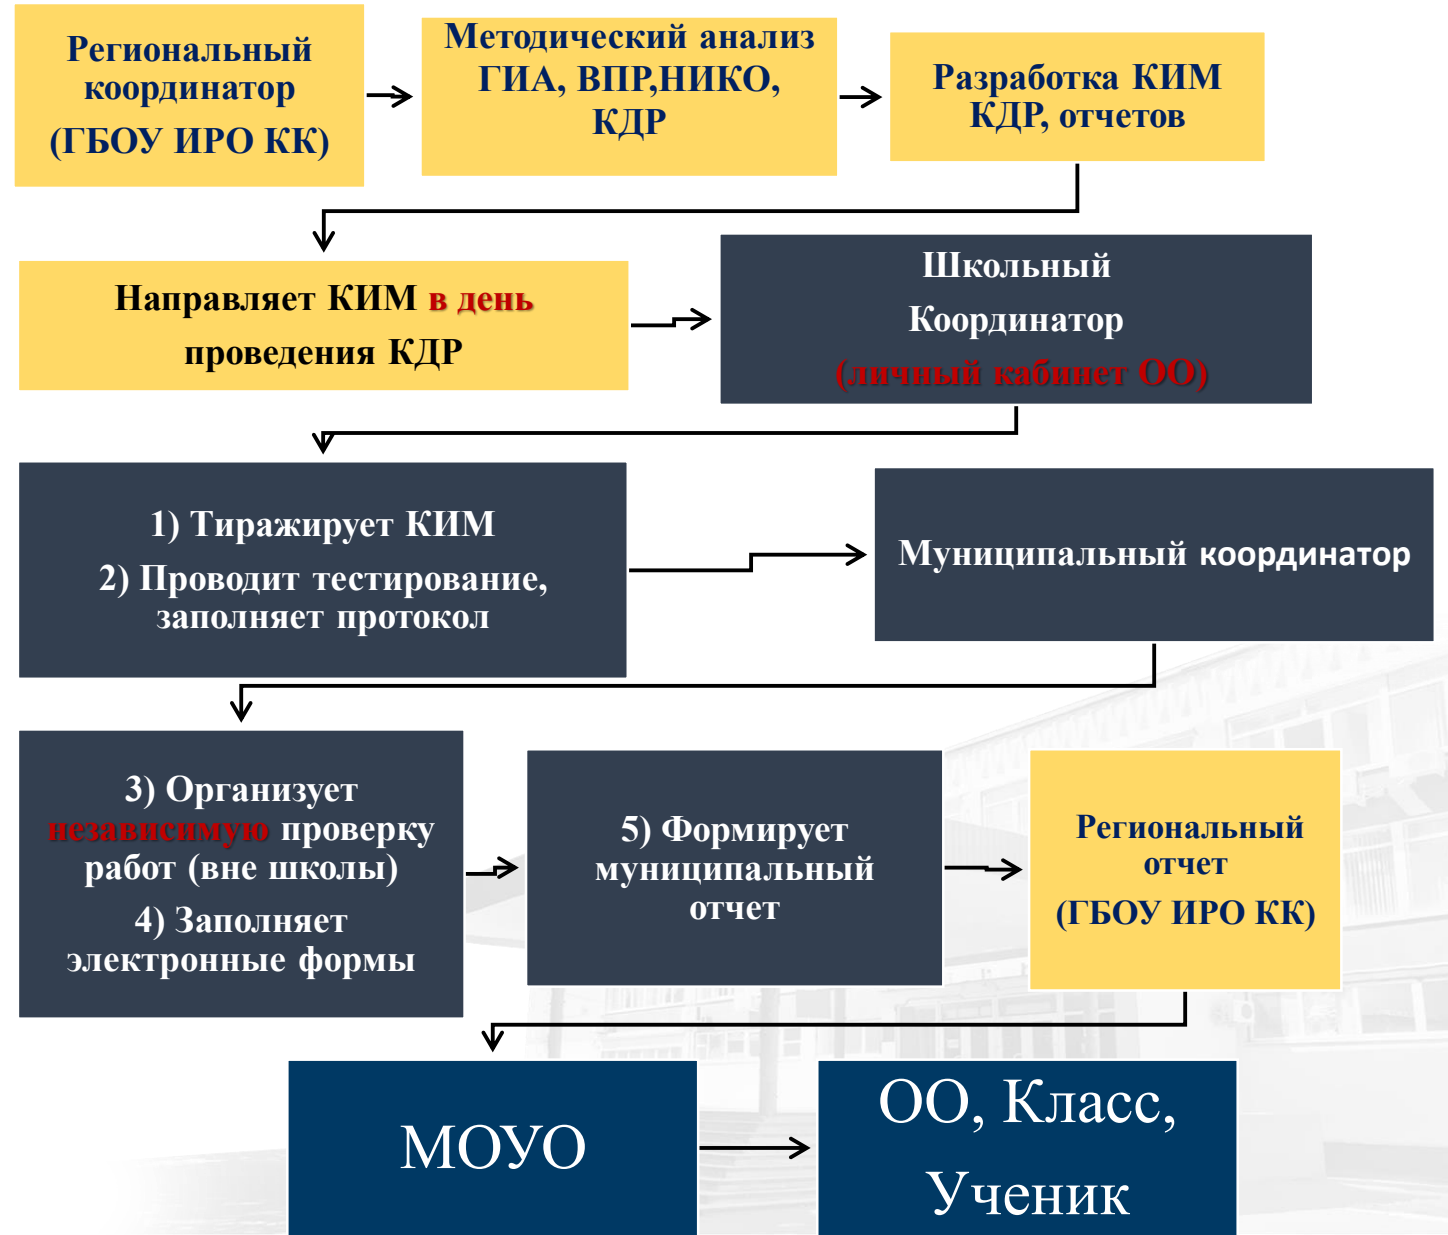 Региональный
координатор
(ГБОУ ИРО КК)
Методический анализ
ГИА, ВПР,НИКО,
КДР
Разработка КИМ
КДР, отчетов
Направляет КИМ в день
проведения КДР
Школьный
Координатор
(личный кабинет ОО)
1) Тиражирует КИМ
2) Проводит тестирование,
заполняет протокол
Муниципальный координатор
3) Организует
независимую проверку
работ (вне школы)
4) Заполняет
электронные формы
5) Формирует
муниципальный
отчет
Региональный
отчет
(ГБОУ ИРО КК)
МОУО
ОО, Класс,
Ученик